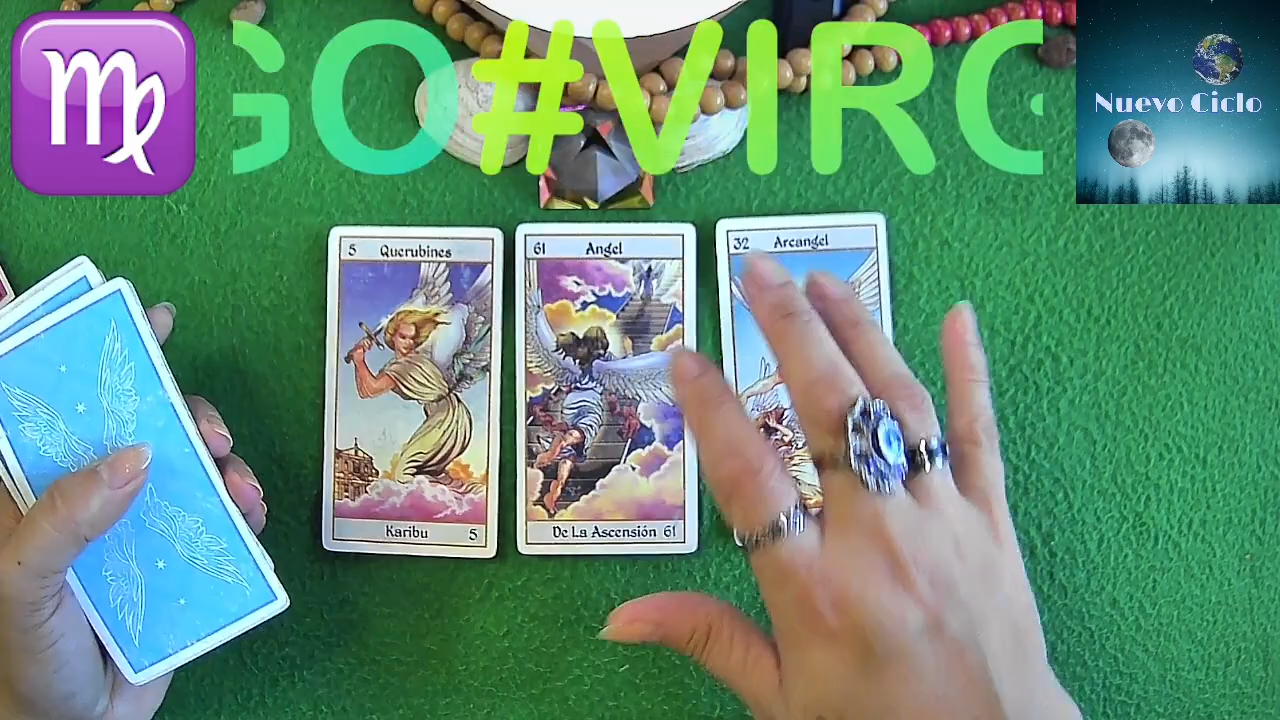 GO#VIRG
Nuevo Ciclo
5 Querubines
Karibu 5
61 Angel
De La Ascensión 61
32 Arcangel